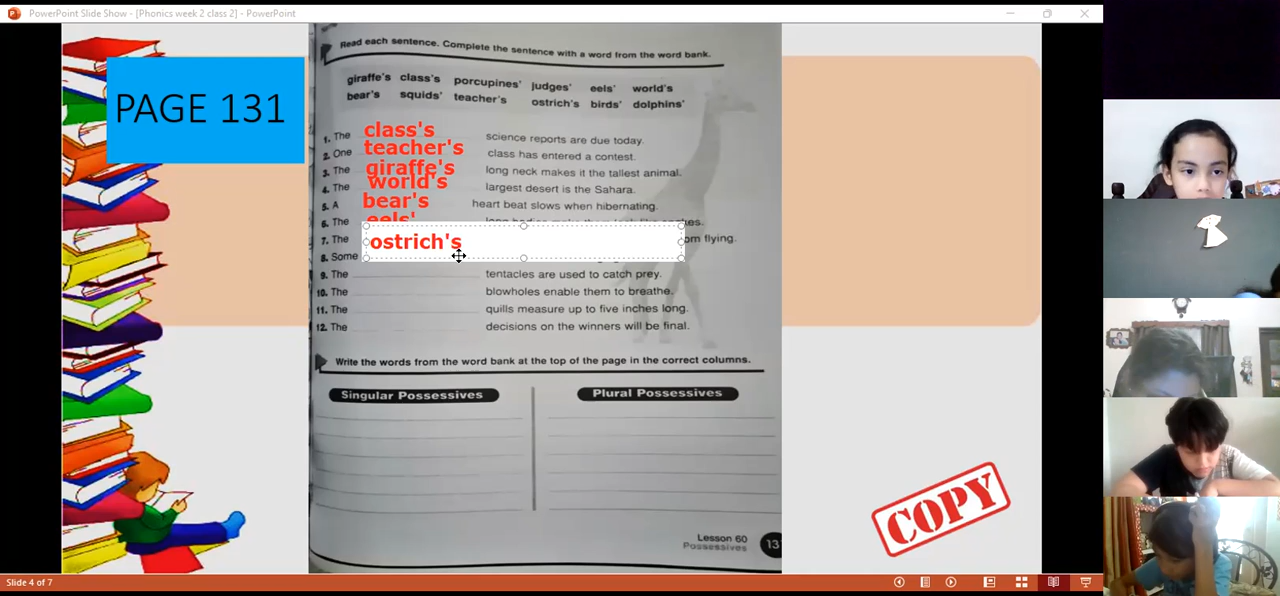 PowerPoint Slide Show - [Phonics week 2 class 2] - PowerPoint
PAGE 131
Read each sentence. Complete the sentence with a word from the word bank.
giraffe's class's porcupines' judges' eels' world's
bear's squids' teacher's ostrich's birds' dolphins'
1. The class's science reports are due today.
2. One teacher's class has entered a contest.
3. The giraffe's long neck makes it the tallest animal.
4. The world's largest desert is the Sahara.
5. A bear's heart beat slows when hibernating.
6. The eels'
7. The ostrich's om flying.
8. Some
9. The tentacles are used to catch prey.
10. The blowholes enable them to breathe.
11. The quills measure up to five inches long.
12. The decisions on the winners will be final.
Write the words from the word bank at the top of the page in the correct columns.
Singular Possessives Plural Possessives
Lesson 60
Possessives 13
COPY
Slide 4 of 7